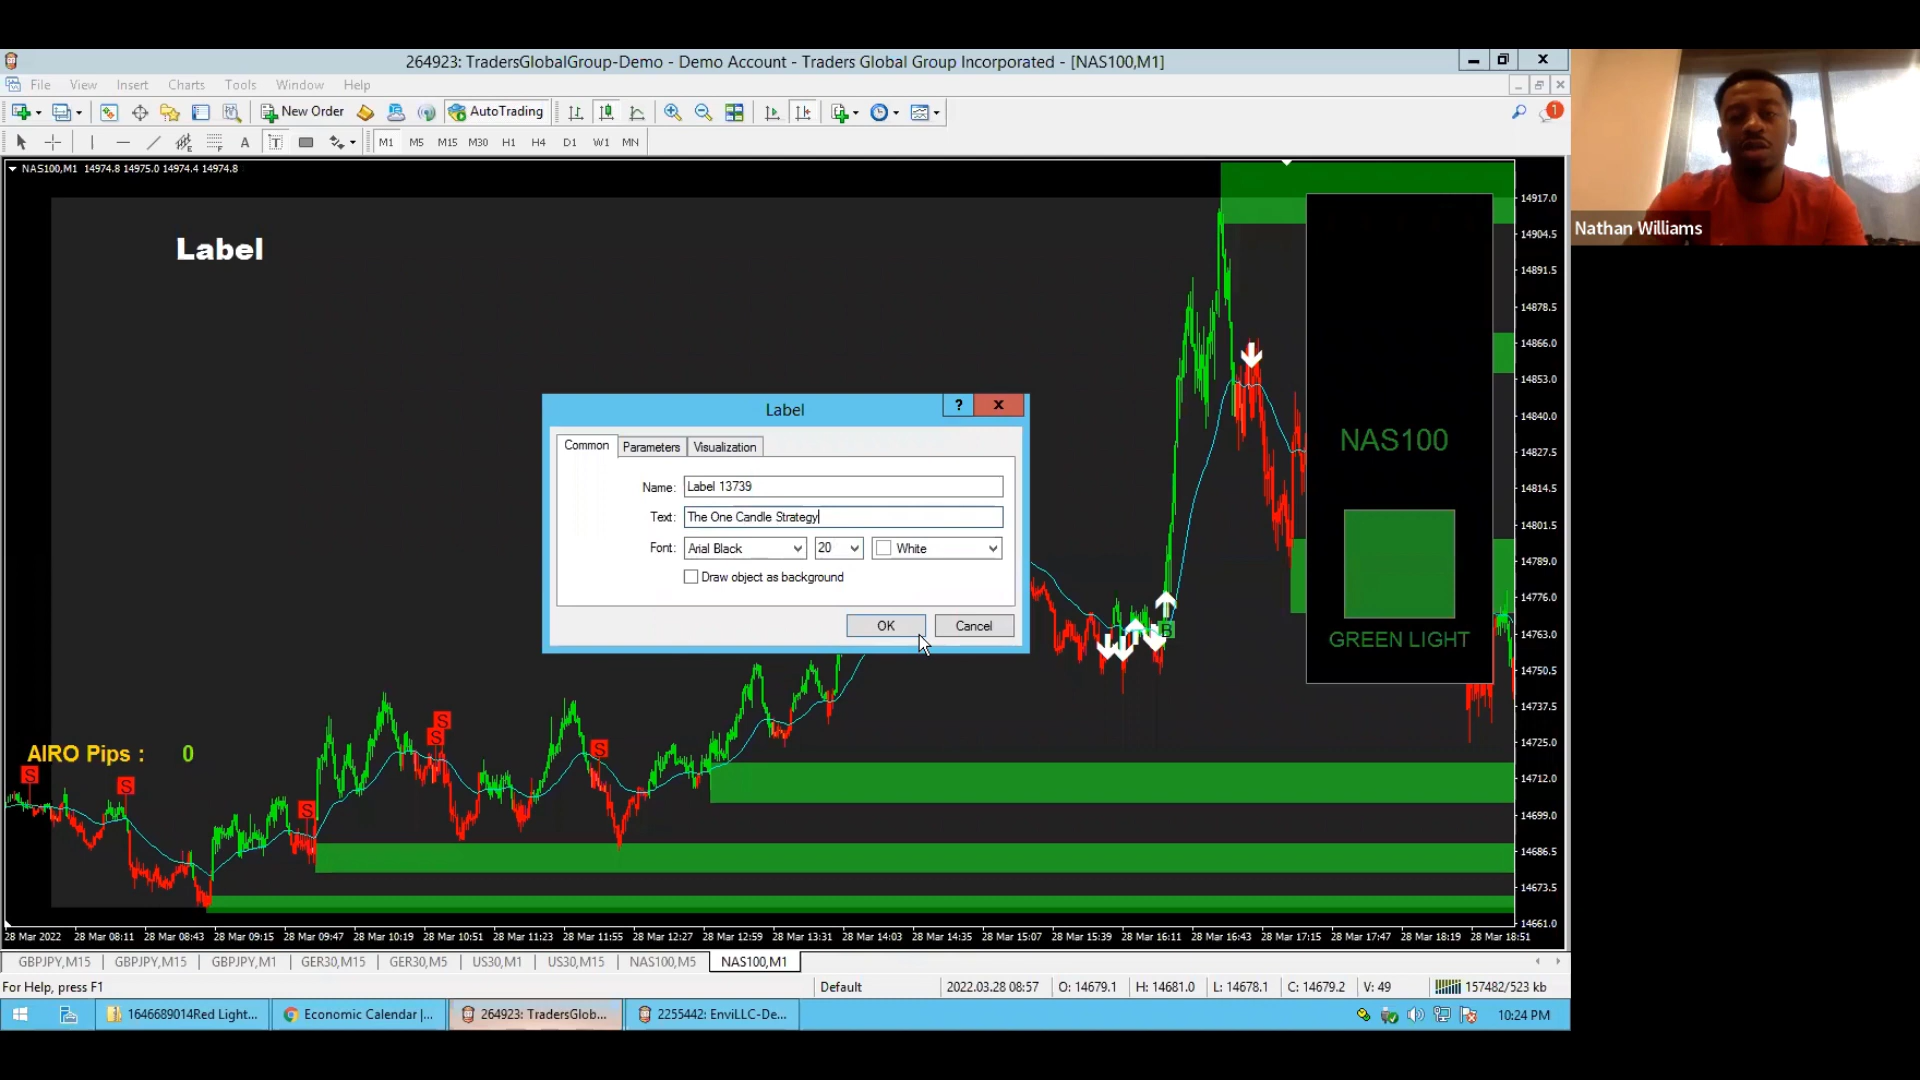 264923: TradersGlobalGroup-Demo - Demo Account - Traders Global Group Incorporated - [NAS100,M1]
File View Insert Charts Tools Window Help
New Order AutoTrading 1
A T M1 M5 M15 M30 H1 H4 D1 W1 MN
NAS100,M1 14974.8 14975.0 14974.4 14974.8
Nathan Williams
Label
Label ?
Common Parameters Visualization
Name: Label 13739
Text: The One Candle Strategy
Font: Arial Black 20 White
Draw object as background
OK Cancel
NAS100
GREEN LIGHT
B
S
S
S
S
S
S
AIRO Pips : 0
14917.0
14904.5
14891.5
14878.5
14866.0
14853.0
14840.0
14827.5
14814.5
14801.5
14789.0
14776.0
14763.0
14750.5
14737.5
14725.0
14712.0
14699.0
14686.5
14673.5
14661.0
28 Mar 2022 28 Mar 08:11 28 Mar 08:43 28 Mar 09:15 28 Mar 09:47 28 Mar 10:19 28 Mar 10:51 28 Mar 11:23 28 Mar 11:55 28 Mar 12:27 28 Mar 12:59 28 Mar 13:31 28 Mar 14:03 28 Mar 14:35 28 Mar 15:07 28 Mar 15:39 28 Mar 16:11 28 Mar 16:43 28 Mar 17:15 28 Mar 17:47 28 Mar 18:19 28 Mar 18:51
GBPJPY,M15 GBPJPY,M15 GBPJPY,M1 GER30,M15 GER30,M5 US30,M1 US30,M15 NAS100,M5 NAS100,M1
For Help, press F1 Default 2022.03.28 08:57 O: 14679.1 H: 14681.0 L: 14678.1 C: 14679.2 V: 49 157482/523 kb
1646689014Red Light... Economic Calendar |... 264923: TradersGlob... 2255442: EnviLLC-De... 10:24 PM